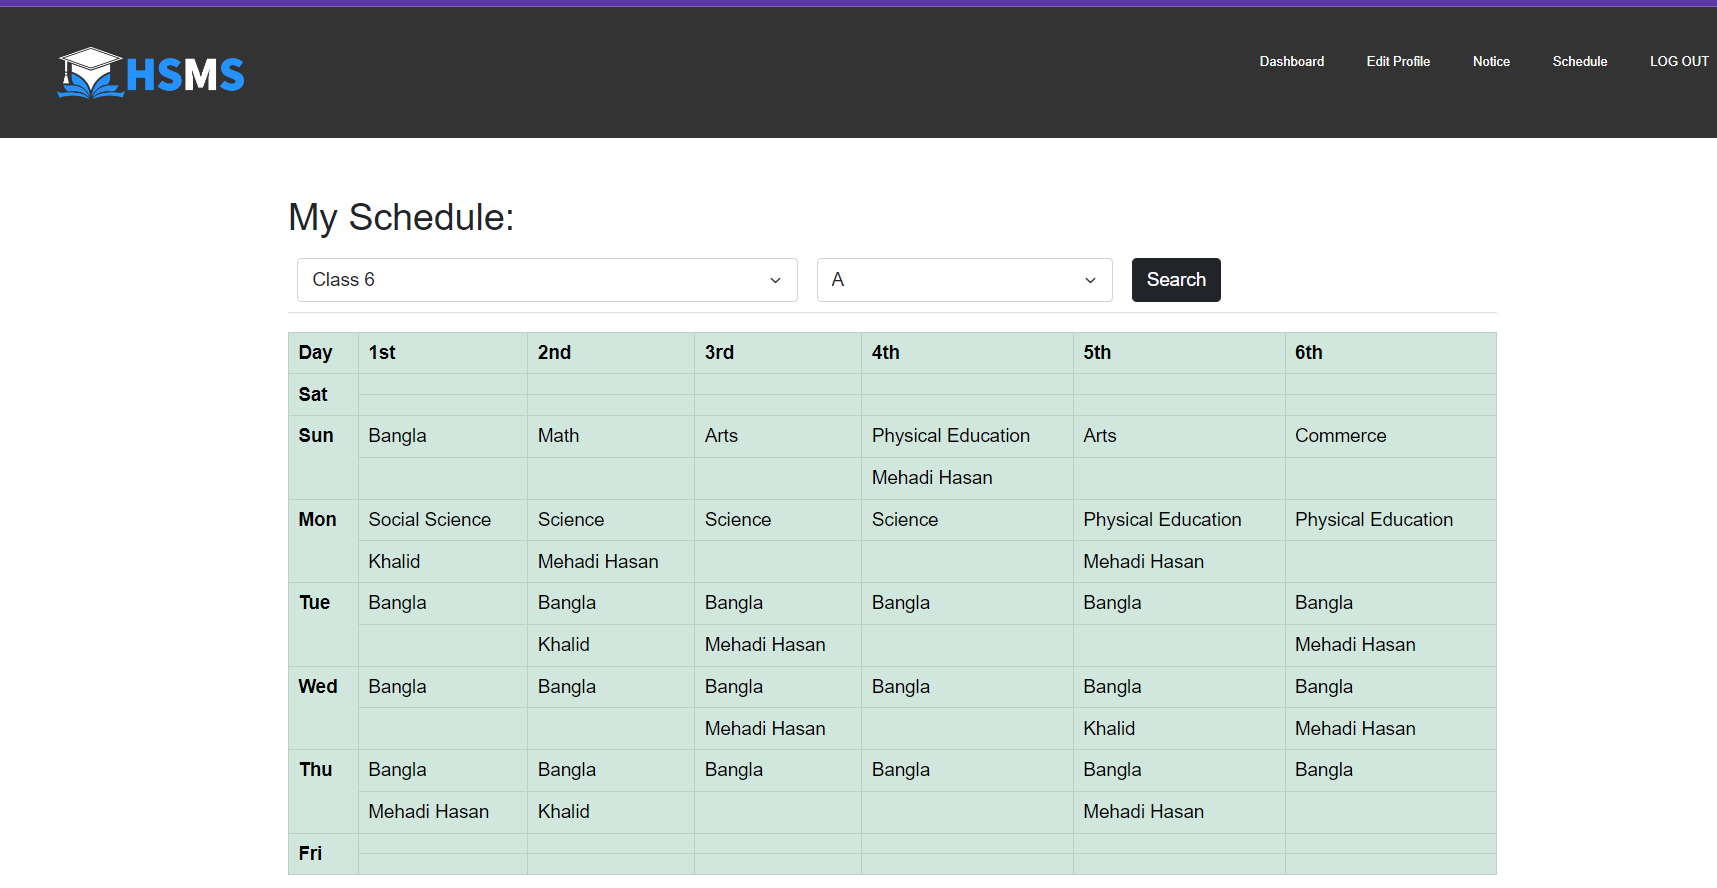 HSMS
Dashboard Edit Profile Notice Schedule LOG OUT
My Schedule:
Class 6 A Search
Day 1st 2nd 3rd 4th 5th 6th
Sat
Sun Bangla Math Arts Physical Education Arts Commerce
Mehadi Hasan
Mon Social Science Science Science Science Physical Education Physical Education
Khalid Mehadi Hasan Mehadi Hasan
Tue Bangla Bangla Bangla Bangla Bangla Bangla
Khalid Mehadi Hasan Mehadi Hasan
Wed Bangla Bangla Bangla Bangla Bangla Bangla
Mehadi Hasan Khalid Mehadi Hasan
Thu Bangla Bangla Bangla Bangla Bangla Bangla
Mehadi Hasan Khalid Mehadi Hasan
Fri